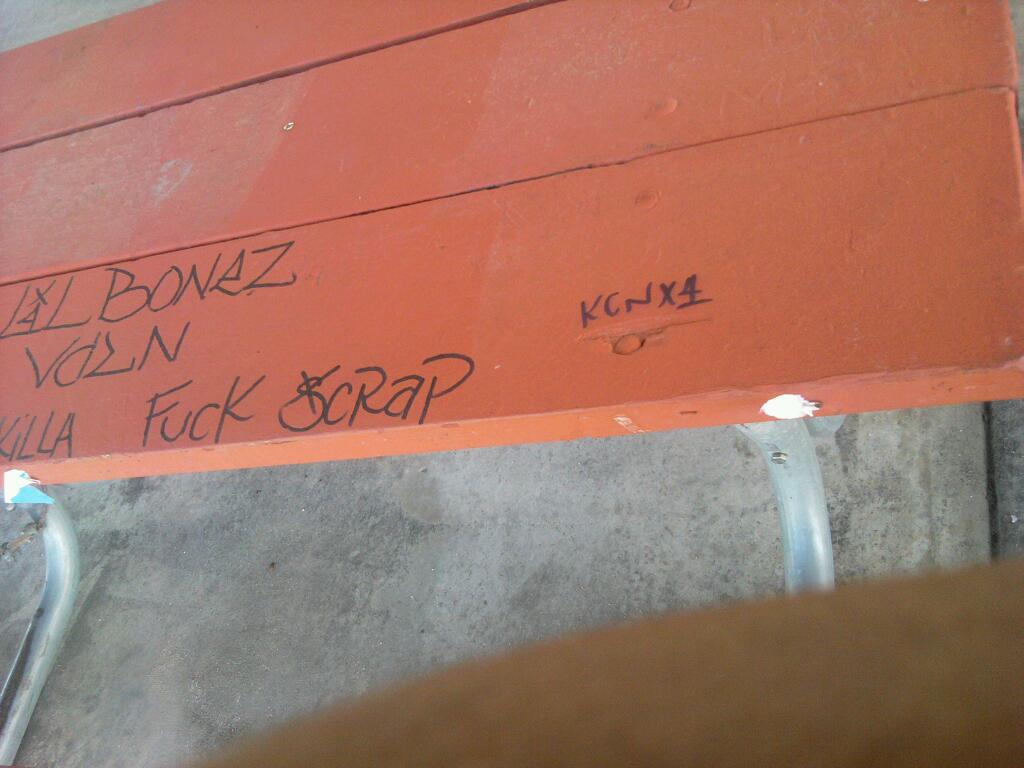 LiL BONEZ
VdLN
KiLLA FucK ScRaP
KCNX1